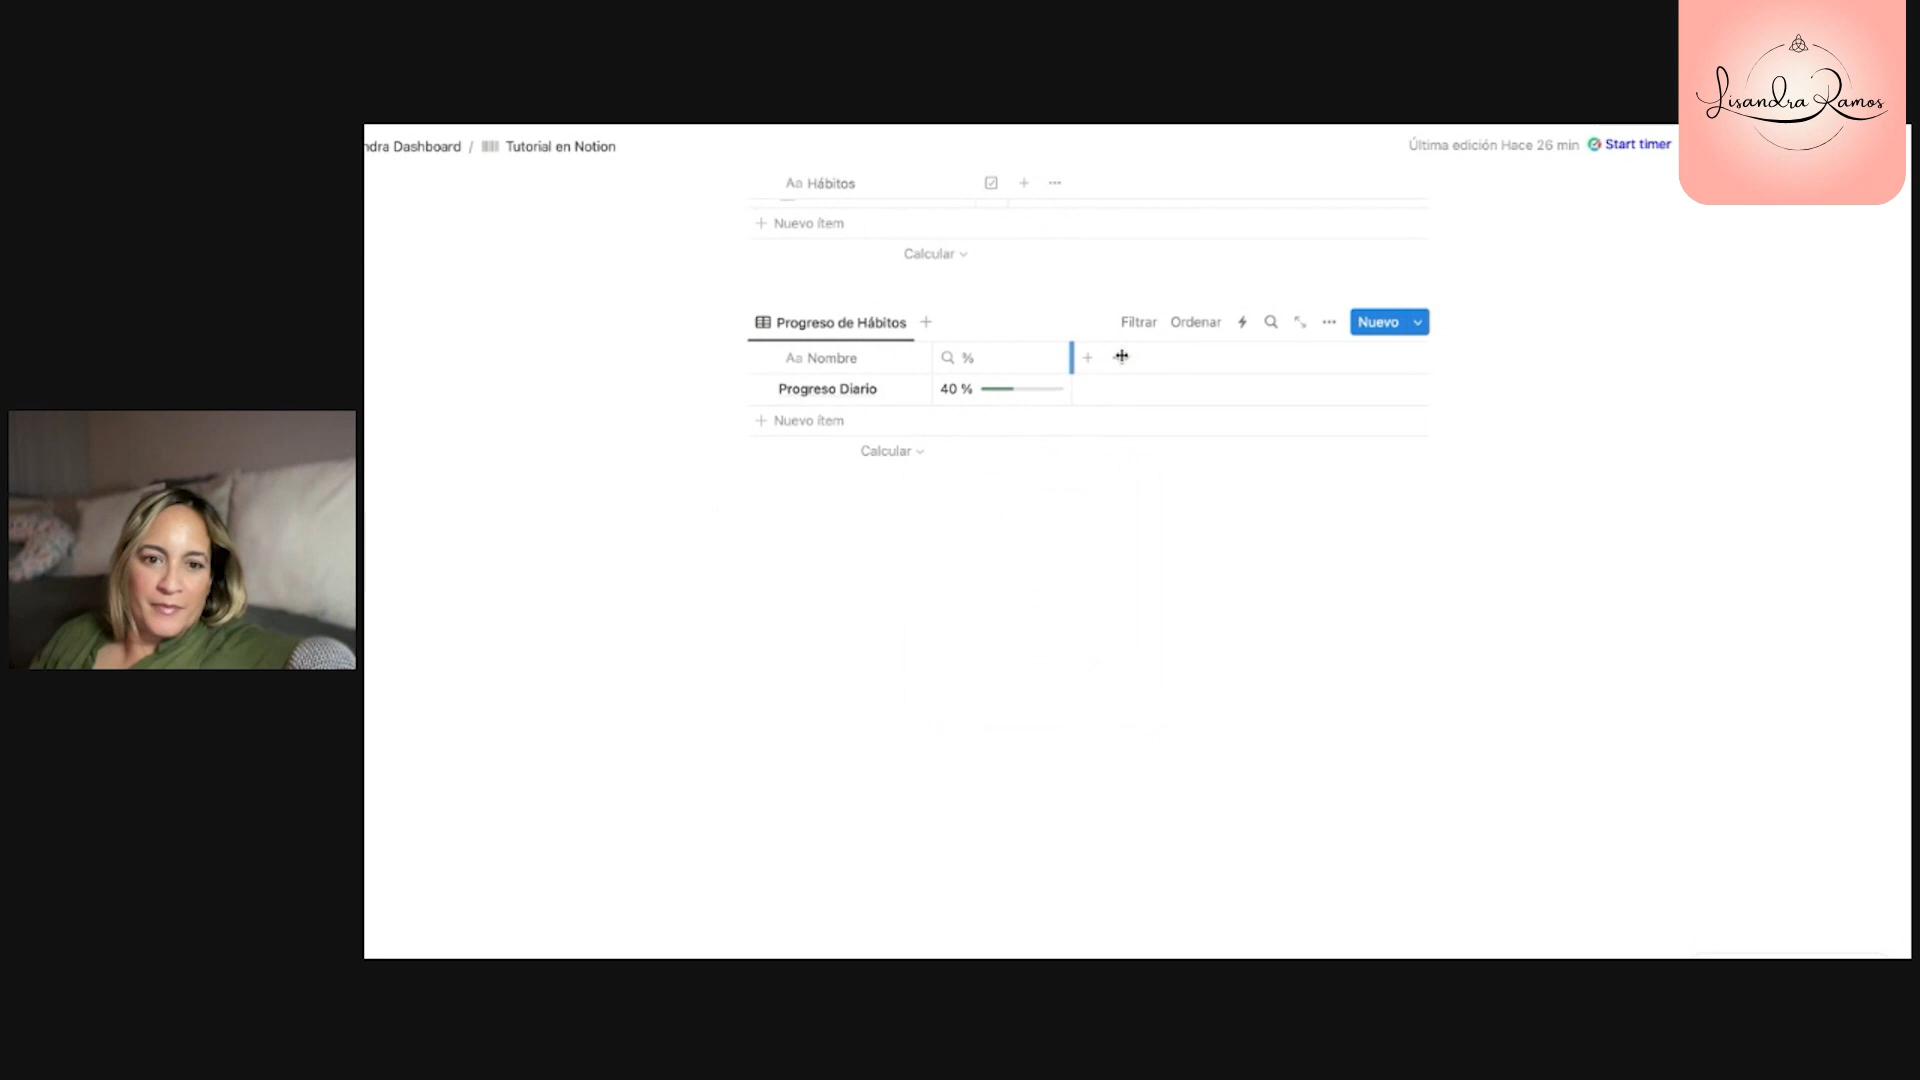 Lisandra Ramos
ndra Dashboard / Tutorial en Notion
Última edición Hace 26 min Start timer
Aa Hábitos
Nuevo ítem
Calcular
Progreso de Hábitos
Filtrar Ordenar Nuevo
Aa Nombre %
Progreso Diario 40 %
Nuevo ítem
Calcular